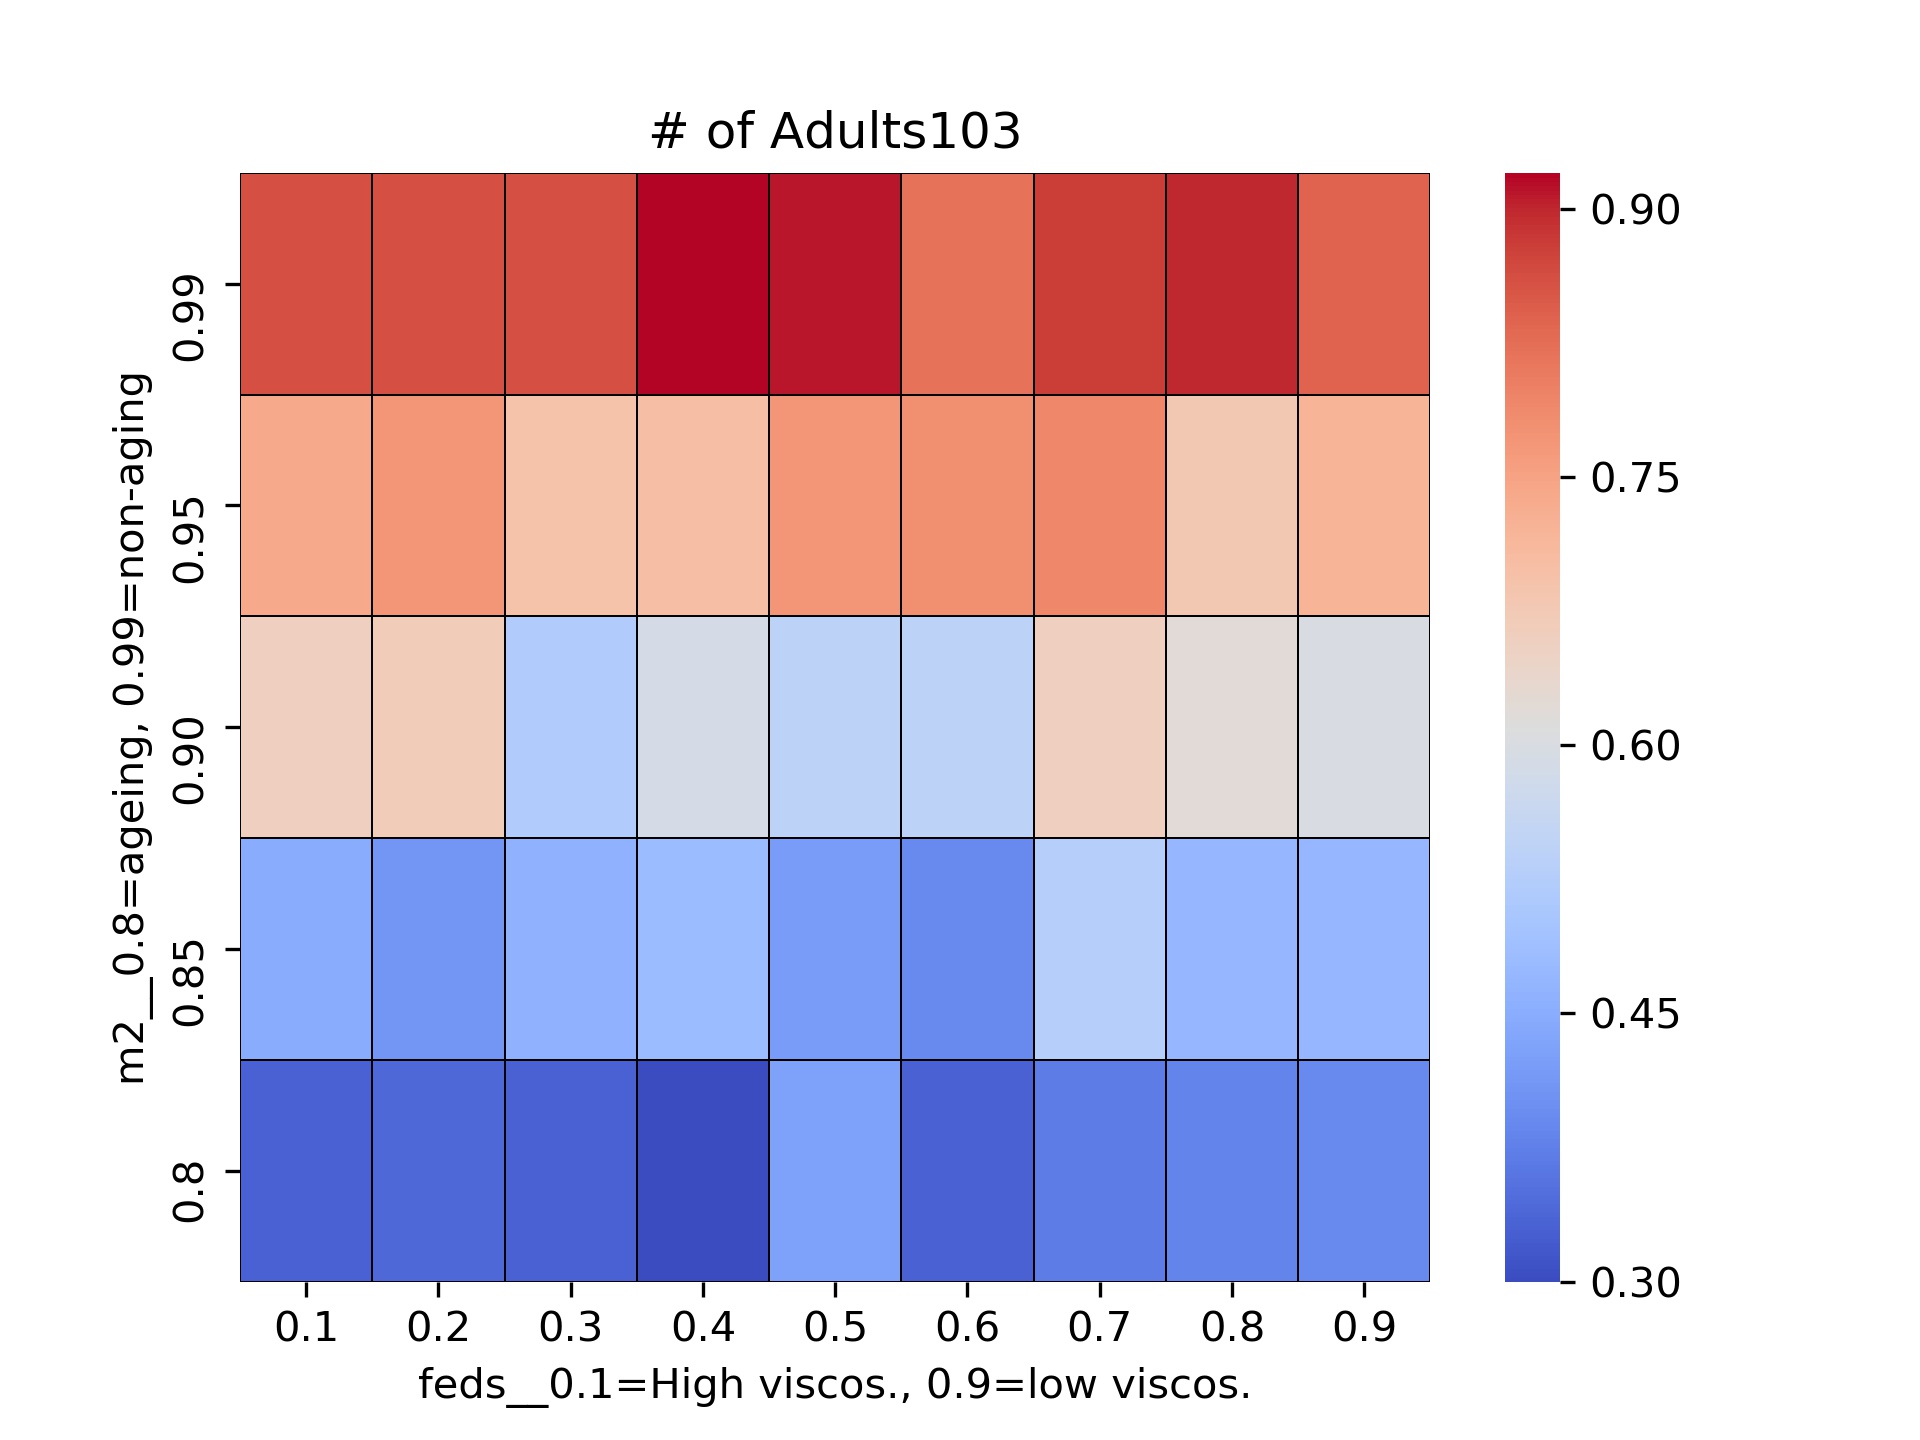 # of Adults103
m2__0.8=ageing, 0.99=non-aging
0.99
0.95
0.90
0.85
0.8
0.1 0.2 0.3 0.4 0.5 0.6 0.7 0.8 0.9
feds__0.1=High viscos., 0.9=low viscos.
0.90
0.75
0.60
0.45
0.30